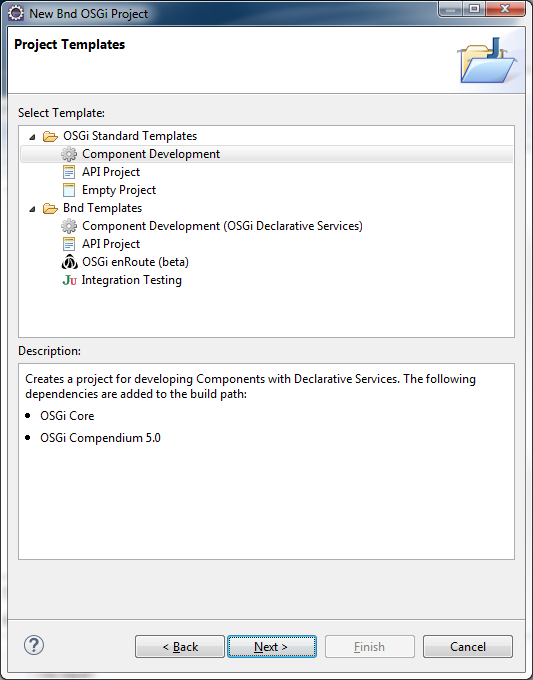 New Bnd OSGi Project
Project Templates
Select Template:
OSGi Standard Templates
Component Development
API Project
Empty Project
Bnd Templates
Component Development (OSGi Declarative Services)
API Project
OSGi enRoute (beta)
JU Integration Testing
Description:
Creates a project for developing Components with Declarative Services. The following
dependencies are added to the build path:
• OSGi Core
• OSGi Compendium 5.0
? < Back Next > Finish Cancel